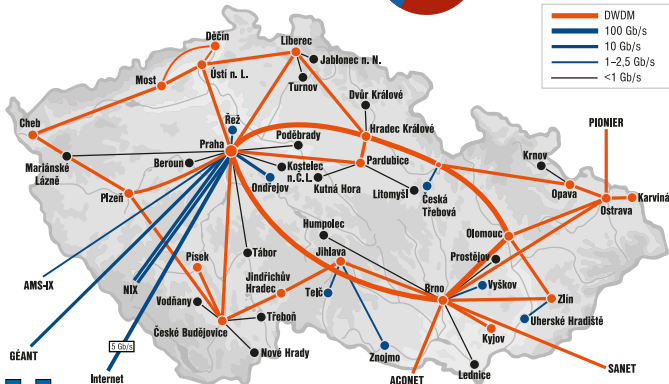 DWDM
100 Gb/s
10 Gb/s
1–2,5 Gb/s
<1 Gb/s
Děčín
Liberec
Jablonec n. N.
Most
Ústí n. L.
Turnov
Dvůr Králové
PIONIER
Cheb
Řež
Hradec Králové
Praha
Poděbrady
Mariánské
Lázně
Beroun
Kostelec
n.Č.L.
Pardubice
Krnov
Ondřejov
Kutná Hora
Litomyšl
Česká
Třebová
Opava
Karviná
Ostrava
Plzeň
Humpolec
Olomouc
Tábor
Jihlava
Prostějov
Písek
Jindřichův
Hradec
Brno
Vyškov
AMS-IX
NIX
Telč
Zlín
Vodňany
Třeboň
Uherské Hradiště
České Budějovice
Kyjov
GÉANT
5 Gb/s
Nové Hrady
Znojmo
Lednice
SANET
Internet
ACONET